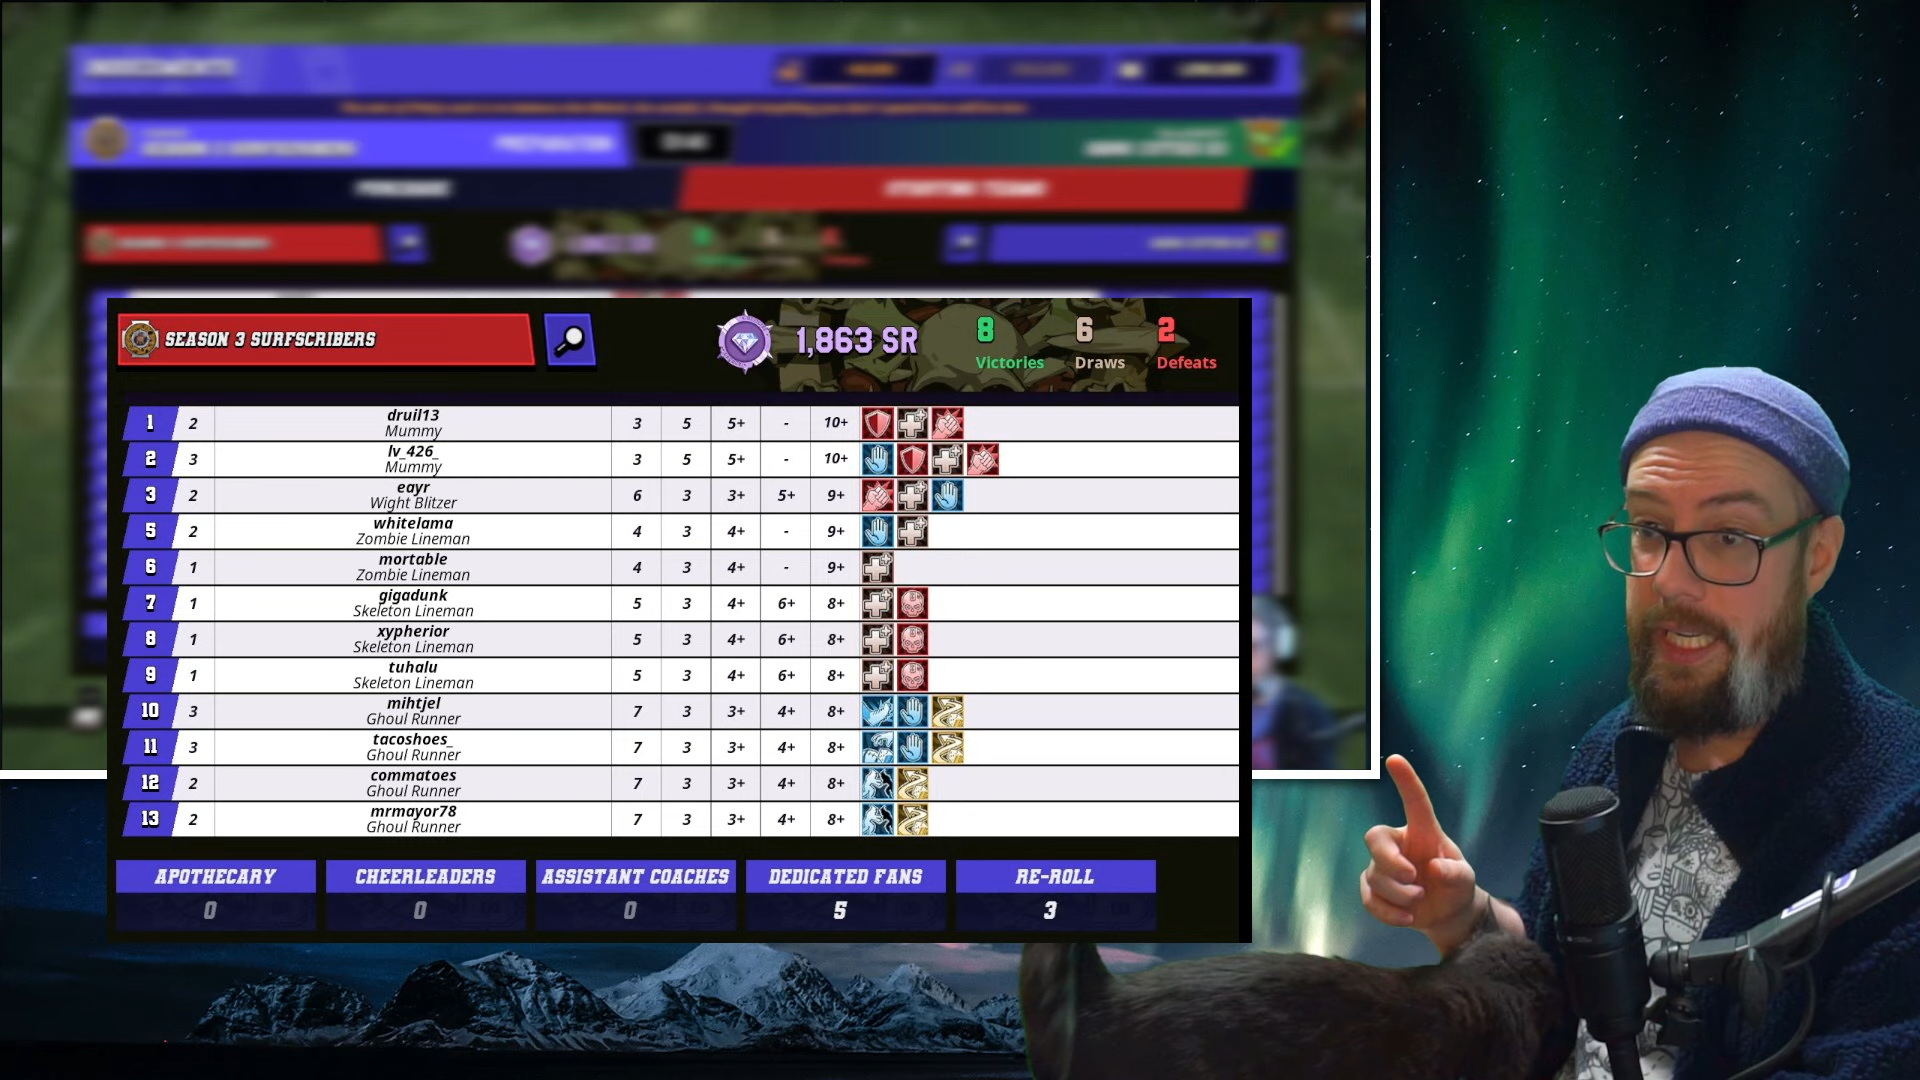 SEASON 3 SURFSCRIBERS
1,863 SR
8 6 2
Victories Draws Defeats
1 2 druil13 3 5 5+ - 10+
Mummy
2 3 lv_426_ 3 5 5+ - 10+
Mummy
3 2 eayr 6 3 3+ 5+ 9+
Wight Blitzer
5 2 whitelama 4 3 4+ - 9+
Zombie Lineman
6 1 mortable 4 3 4+ - 9+
Zombie Lineman
7 1 gigadunk 5 3 4+ 6+ 8+
Skeleton Lineman
8 1 xypherior 5 3 4+ 6+ 8+
Skeleton Lineman
9 1 tuhalu 5 3 4+ 6+ 8+
Skeleton Lineman
10 3 mihtjel 7 3 3+ 4+ 8+
Ghoul Runner
11 3 tacoshoes_ 7 3 3+ 4+ 8+
Ghoul Runner
12 2 commatoes 7 3 3+ 4+ 8+
Ghoul Runner
13 2 mrmayor78 7 3 3+ 4+ 8+
Ghoul Runner
APOTHECARY CHEERLEADERS ASSISTANT COACHES DEDICATED FANS RE-ROLL
0 0 0 5 3